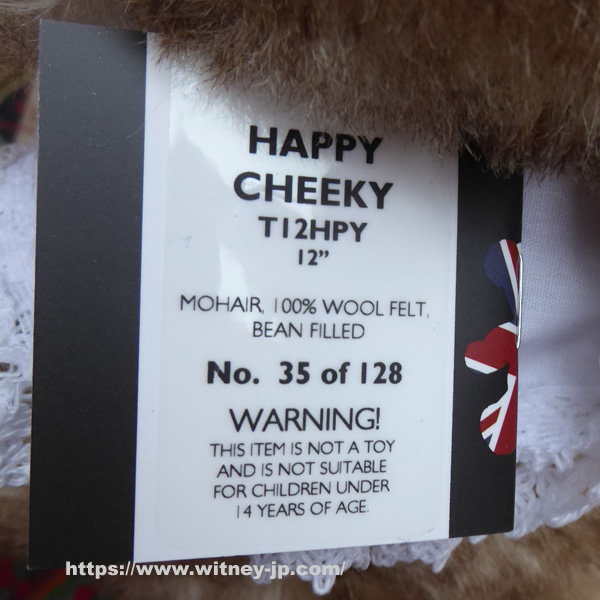 HAPPY
CHEEKY
T12HPY
12”
MOHAIR, 100% WOOL FELT,
BEAN FILLED
No. 35 of 128
WARNING!
THIS ITEM IS NOT A TOY
AND IS NOT SUITABLE
FOR CHILDREN UNDER
14 YEARS OF AGE.
https://www.witney-jp.com/